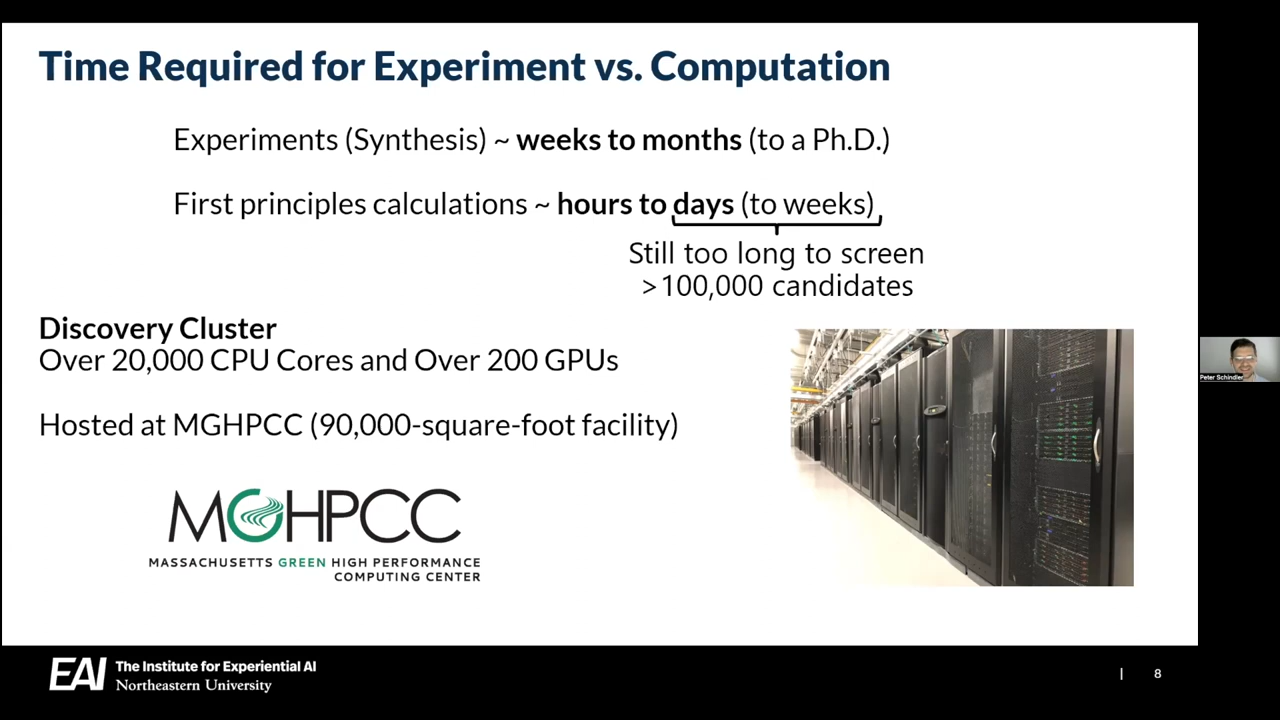 Time Required for Experiment vs. Computation
Experiments (Synthesis) ~ weeks to months (to a Ph.D.)
First principles calculations ~ hours to days (to weeks)
Still too long to screen
>100,000 candidates
Discovery Cluster
Over 20,000 CPU Cores and Over 200 GPUs
Hosted at MGHPCC (90,000-square-foot facility)
MGHPCC
MASSACHUSETTS GREEN HIGH PERFORMANCE
COMPUTING CENTER
Peter Schindler
EAI The Institute for Experiential AI
Northeastern University
| 8